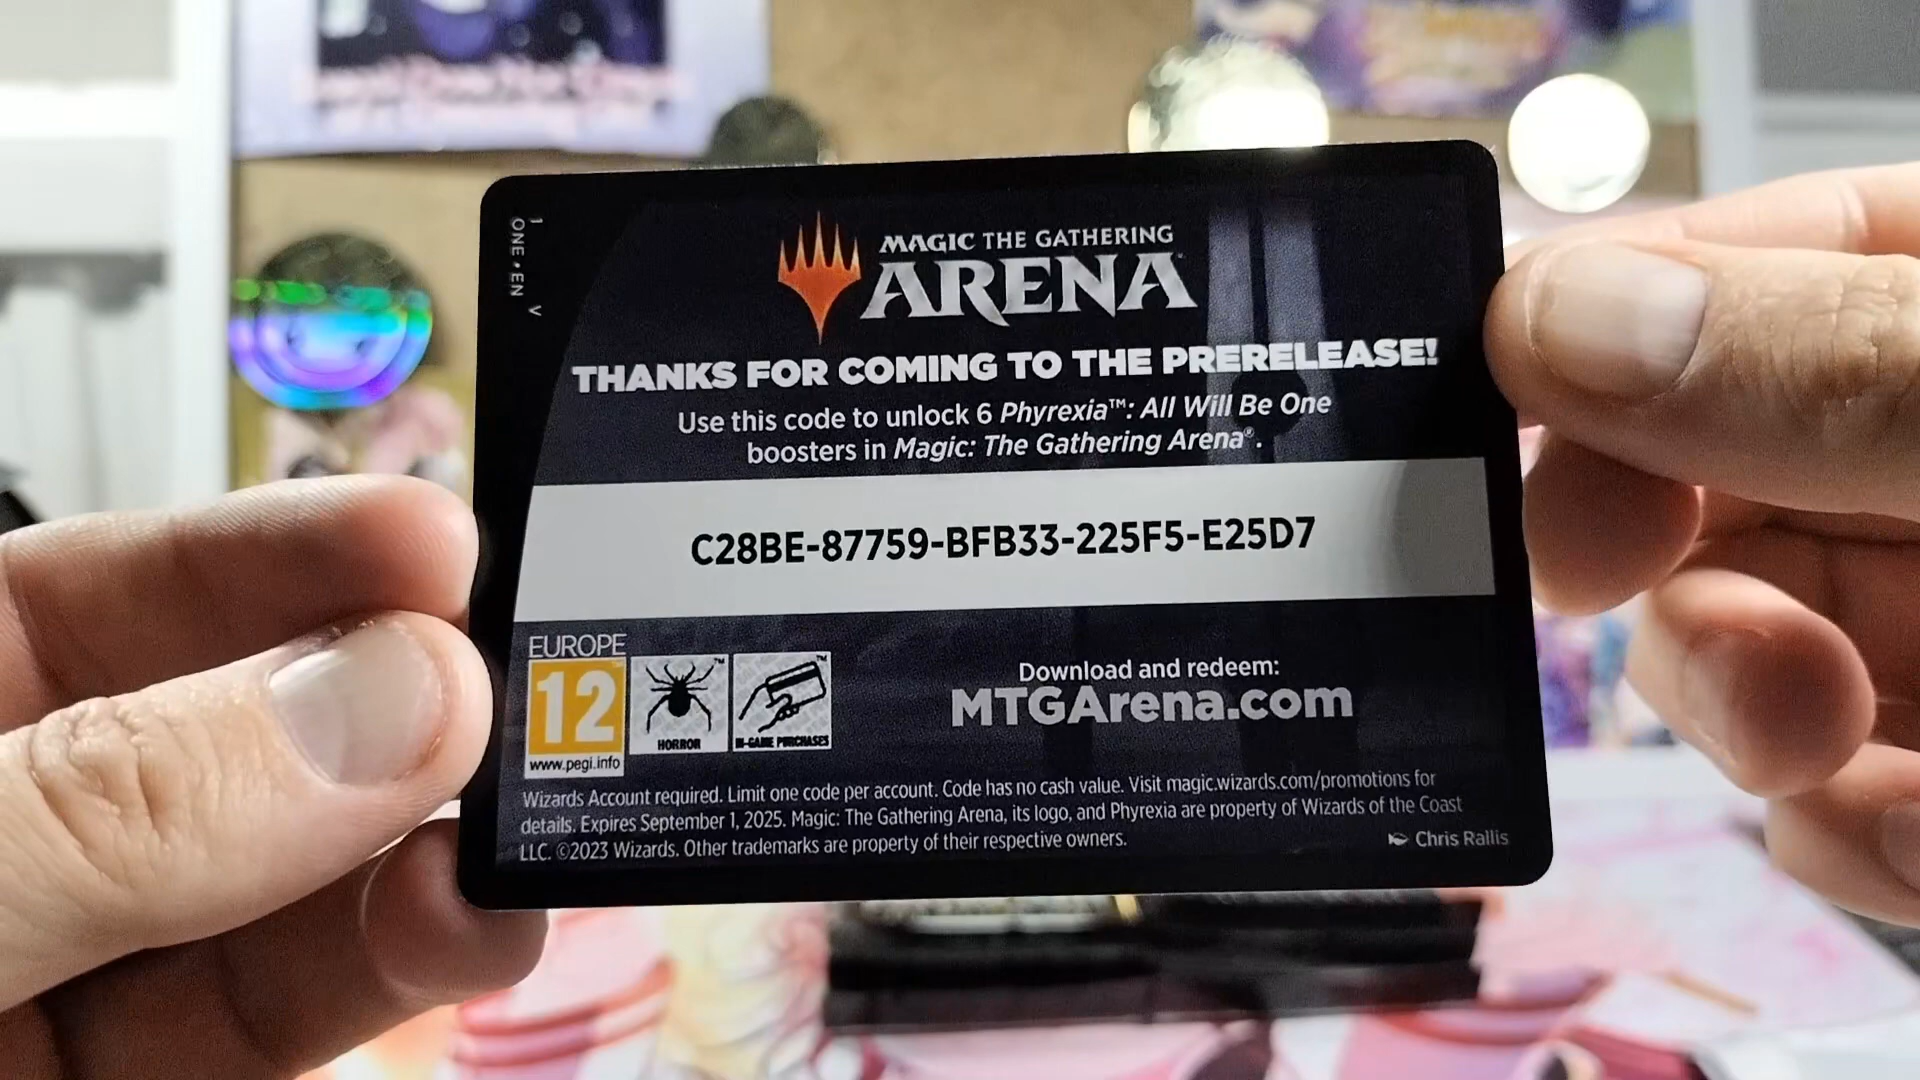 1
ONE • EN
V
MAGIC THE GATHERING
ARENA
THANKS FOR COMING TO THE PRERELEASE!
Use this code to unlock 6 Phyrexia™: All Will Be One
boosters in Magic: The Gathering Arena®.
C28BE-87759-BFB33-225F5-E25D7
EUROPE
12
www.pegi.info
HORROR
IN-GAME PURCHASES
Download and redeem:
MTGArena.com
Wizards Account required. Limit one code per account. Code has no cash value. Visit magic.wizards.com/promotions for
details. Expires September 1, 2025. Magic: The Gathering Arena, its logo, and Phyrexia are property of Wizards of the Coast
LLC. ©2023 Wizards. Other trademarks are property of their respective owners.
Chris Rallis